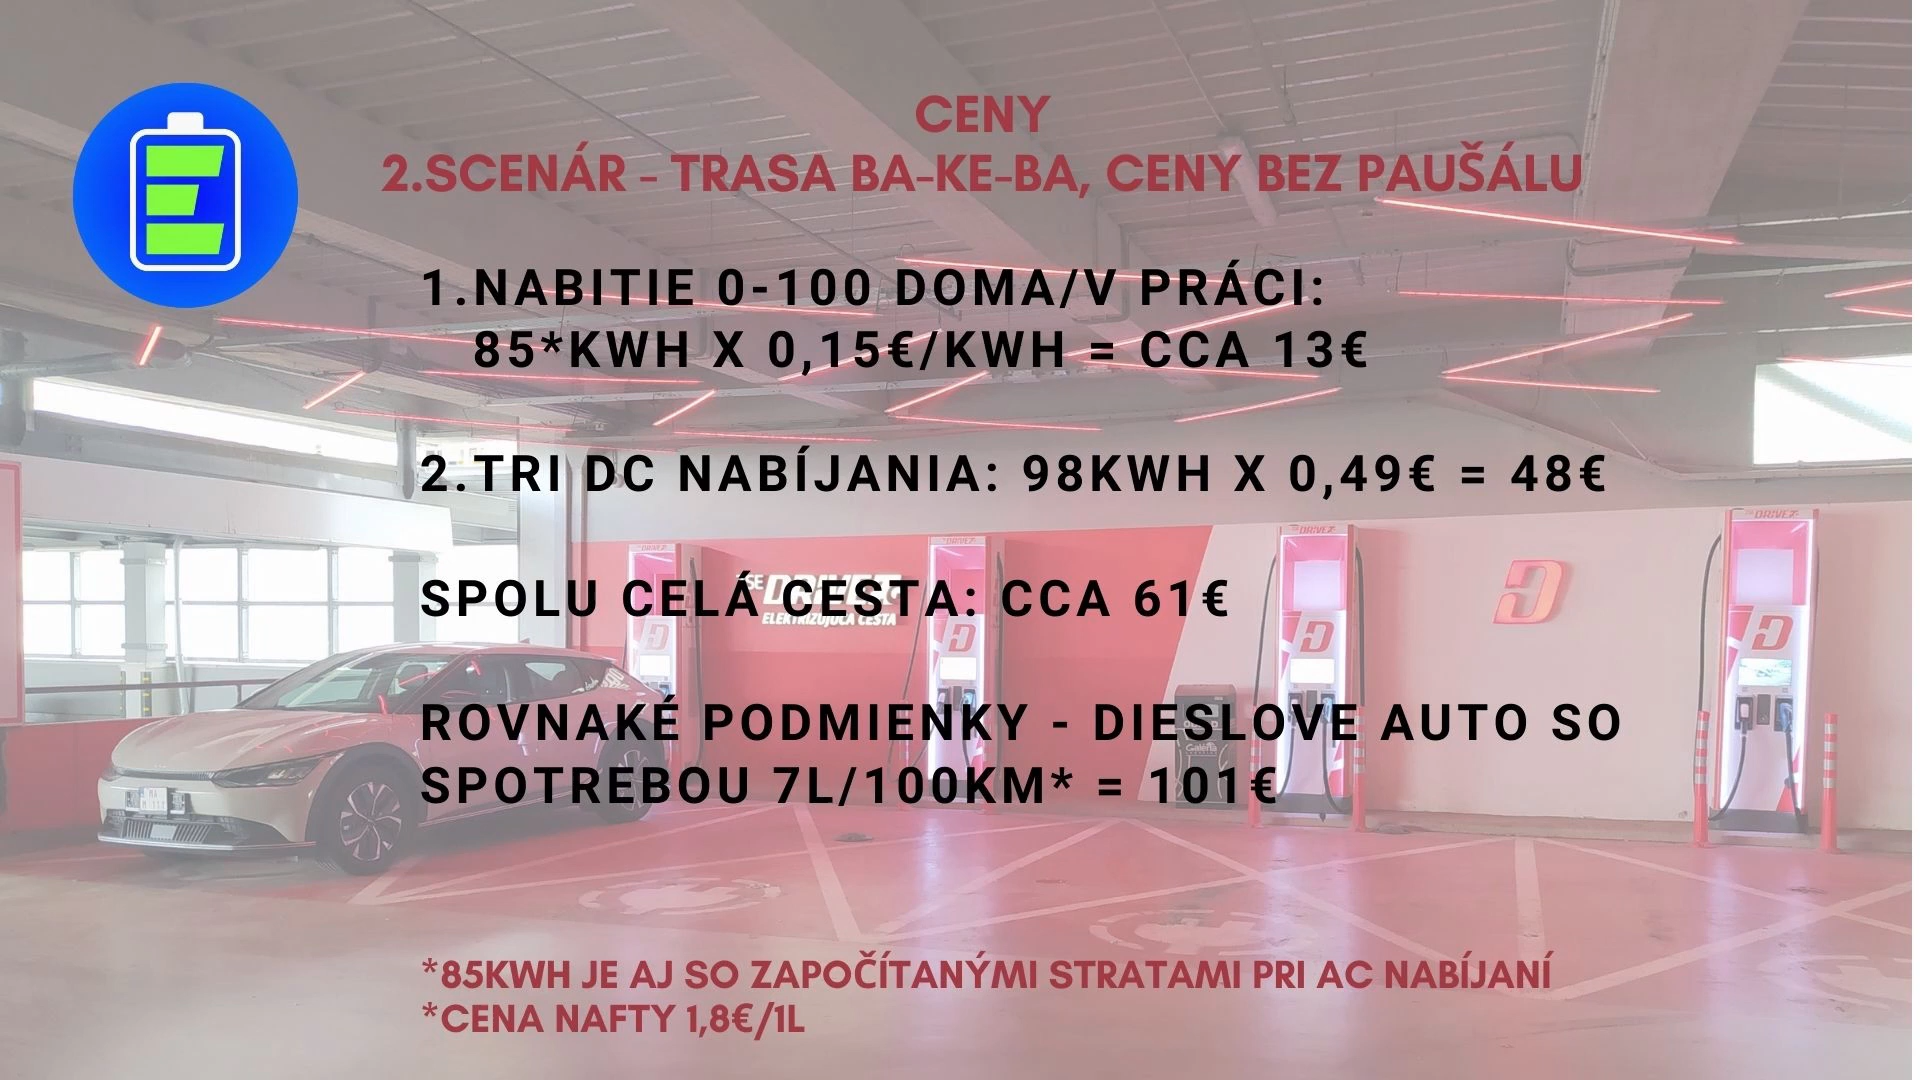 CENY
2.SCENÁR - TRASA BA-KE-BA, CENY BEZ PAUŠÁLU
1.NABITIE 0-100 DOMA/V PRÁCI:
85*KWH X 0,15€/KWH = CCA 13€
2.TRI DC NABÍJANIA: 98KWH X 0,49€ = 48€
SPOLU CELÁ CESTA: CCA 61€
ELEKTRIZUJÚCA CESTA
ROVNAKÉ PODMIENKY - DIESLOVE AUTO SO
SPOTREBOU 7L/100KM* = 101€
*85KWH JE AJ SO ZAPOČÍTANÝMI STRATAMI PRI AC NABÍJANÍ
*CENA NAFTY 1,8€/1L